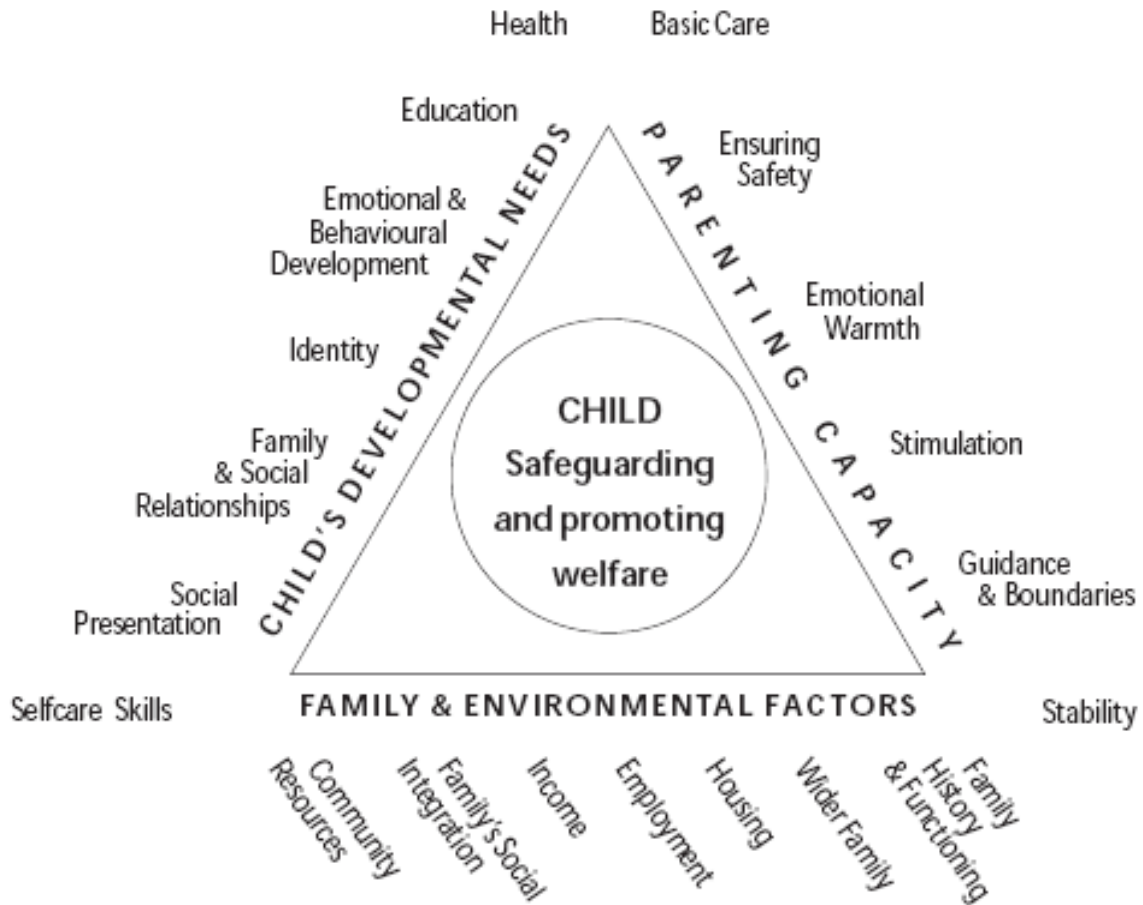 Health
Basic Care
Education
Ensuring
Safety
Emotional &
Behavioural
Development
Emotional
Warmth
Identity
Stimulation
Family
& Social
Relationships
Guidance
& Boundaries
Social
Presentation
Selfcare Skills
Stability
CHILD'S DEVELOPMENTAL NEEDS
PARENTING CAPACITY
CHILD
Safeguarding
and promoting
welfare
FAMILY & ENVIRONMENTAL FACTORS
Community
Resources
Family's Social
Integration
Income
Employment
Housing
Wider Family
Family
History
& Functioning